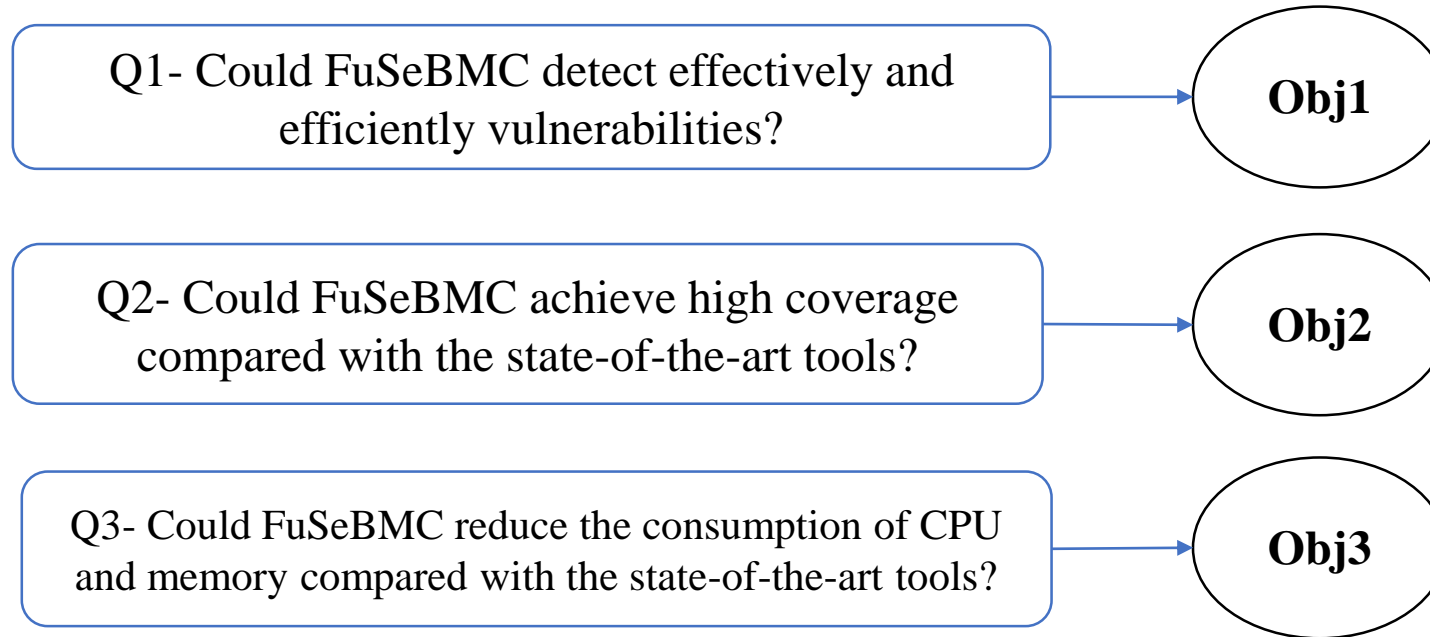 Q1- Could FuSeBMC detect effectively and
efficiently vulnerabilities?
Obj1
Q2- Could FuSeBMC achieve high coverage
compared with the state-of-the-art tools?
Obj2
Q3- Could FuSeBMC reduce the consumption of CPU
and memory compared with the state-of-the-art tools?
Obj3